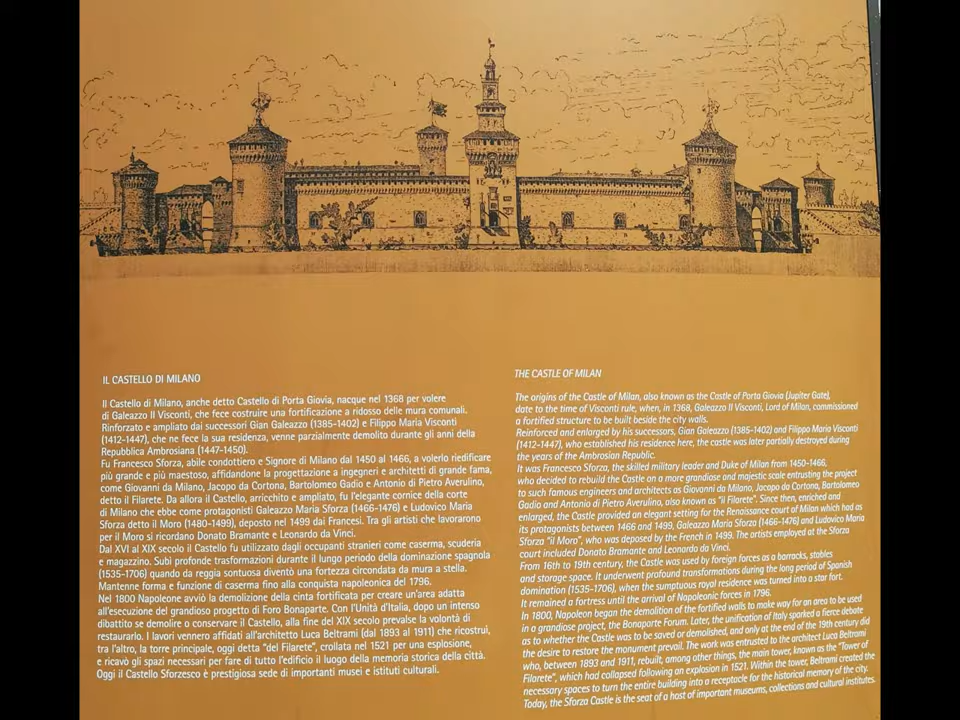 IL CASTELLO DI MILANO
Il Castello di Milano, anche detto Castello di Porta Giovia, nacque nel 1368 per volere
di Galeazzo II Visconti, che fece costruire una fortificazione a ridosso delle mura comunali.
Rinforzato e ampliato dai successori Gian Galeazzo (1385-1402) e Filippo Maria Visconti
(1412-1447), che ne fece la sua residenza, venne parzialmente demolito durante gli anni della
Repubblica Ambrosiana (1447-1450).
Fu Francesco Sforza, abile condottiero e Signore di Milano dal 1450 al 1466, a volerlo riedificare
più grande e più maestoso, affidandone la progettazione a ingegneri e architetti di grande fama,
come Giovanni da Milano, Jacopo da Cortona, Bartolomeo Gadio e Antonio di Pietro Averulino,
detto il Filarete. Da allora il Castello, arricchito e ampliato, fu l'elegante cornice della corte
di Milano che ebbe come protagonisti Galeazzo Maria Sforza (1466-1476) e Ludovico Maria
Sforza detto il Moro (1480-1499), deposto nel 1499 dai Francesi. Tra gli artisti che lavorarono
per il Moro si ricordano Donato Bramante e Leonardo da Vinci.
Dal XVI al XIX secolo il Castello fu utilizzato dagli occupanti stranieri come caserma, scuderia
e magazzino. Subì profonde trasformazioni durante il lungo periodo della dominazione spagnola
(1535-1706) quando da reggia sontuosa diventò una fortezza circondata da mura a stella.
Mantenne forma e funzione di caserma fino alla conquista napoleonica del 1796.
Nel 1800 Napoleone avviò la demolizione della cinta fortificata per creare un'area adatta
all'esecuzione del grandioso progetto di Foro Bonaparte. Con l'Unità d'Italia, dopo un intenso
dibattito se demolire o conservare il Castello, alla fine del XIX secolo prevalse la volontà di
restaurarlo. I lavori vennero affidati all'architetto Luca Beltrami (dal 1893 al 1911) che ricostruì,
tra l'altro, la torre principale, oggi detta "del Filarete", crollata nel 1521 per una esplosione,
e ricavò gli spazi necessari per fare di tutto l'edificio il luogo della memoria storica della città.
Oggi il Castello Sforzesco è prestigiosa sede di importanti musei e istituti culturali.
THE CASTLE OF MILAN
The origins of the Castle of Milan, also known as the Castle of Porta Giovia (Jupiter Gate),
date to the time of Visconti rule, when, in 1368, Galeazzo II Visconti, Lord of Milan, commissioned
a fortified structure to be built beside the city walls.
Reinforced and enlarged by his successors, Gian Galeazzo (1385-1402) and Filippo Maria Visconti
(1412-1447), who established his residence here, the castle was later partially destroyed during
the years of the Ambrosian Republic.
It was Francesco Sforza, the skilled military leader and Duke of Milan from 1450-1466,
who decided to rebuild the Castle on a more grandiose and majestic scale entrusting the project
to such famous engineers and architects as Giovanni da Milano, Jacopo da Cortona, Bartolomeo
Gadio and Antonio di Pietro Averulino, also known as "il Filarete". Since then, enriched and
enlarged, the Castle provided an elegant setting for the Renaissance court of Milan which had as
its protagonists between 1466 and 1499, Galeazzo Maria Sforza (1466-1476) and Ludovico Maria
Sforza "il Moro", who was deposed by the French in 1499. The artists employed at the Sforza
court included Donato Bramante and Leonardo da Vinci.
From 16th to 19th century, the Castle was used by foreign forces as a barracks, stables
and storage space. It underwent profound transformations during the long period of Spanish
domination (1535-1706), when the sumptuous royal residence was turned into a star fort.
It remained a fortress until the arrival of Napoleonic forces in 1796.
In 1800, Napoleon began the demolition of the fortified walls to make way for an area to be used
in a grandiose project, the Bonaparte Forum. Later, the unification of Italy sparked a fierce debate
as to whether the Castle was to be saved or demolished, and only at the end of the 19th century did
the desire to restore the monument prevail. The work was entrusted to the architect Luca Beltrami
who, between 1893 and 1911, rebuilt, among other things, the main tower, known as the "Tower of
Filarete", which had collapsed following an explosion in 1521. Within the tower, Beltrami created the
necessary spaces to turn the entire building into a receptacle for the historical memory of the city.
Today, the Sforza Castle is the seat of a host of important museums, collections and cultural institutes.